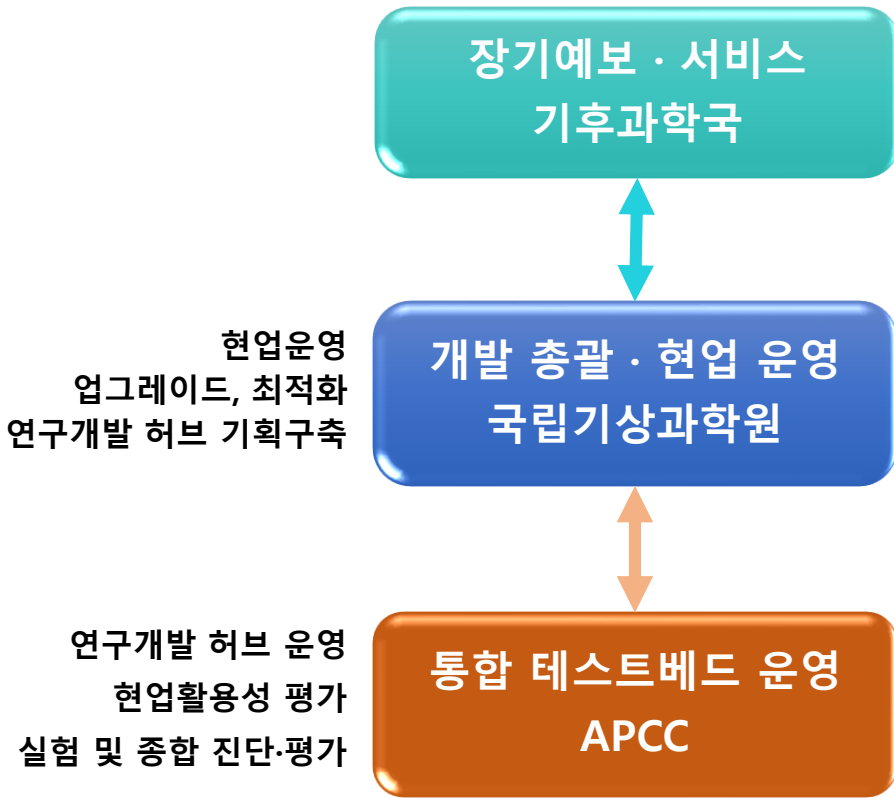 장기예보 · 서비스
기후과학국
현업운영
업그레이드, 최적화
연구개발 허브 기획구축
개발 총괄 · 현업 운영
국립기상과학원
연구개발 허브 운영
현업활용성 평가
실험 및 종합 진단·평가
통합 테스트베드 운영
APCC